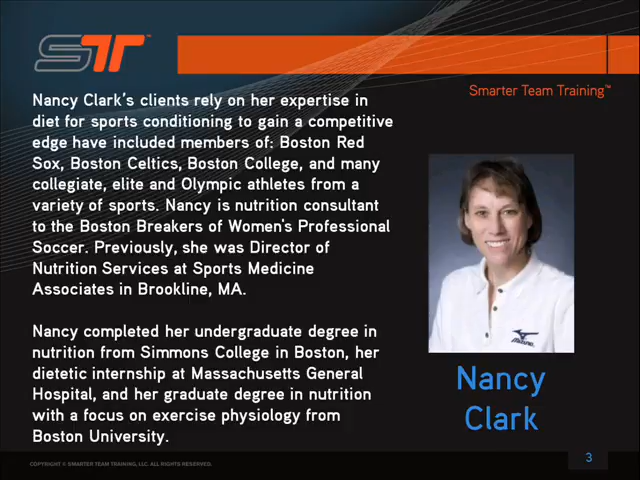 STT™
Smarter Team Training™
Nancy Clark's clients rely on her expertise in
diet for sports conditioning to gain a competitive
edge have included members of: Boston Red
Sox, Boston Celtics, Boston College, and many
collegiate, elite and Olympic athletes from a
variety of sports. Nancy is nutrition consultant
to the Boston Breakers of Women's Professional
Soccer. Previously, she was Director of
Nutrition Services at Sports Medicine
Associates in Brookline, MA.
Nancy completed her undergraduate degree in
nutrition from Simmons College in Boston, her
dietetic internship at Massachusetts General
Hospital, and her graduate degree in nutrition
with a focus on exercise physiology from
Boston University.
MIZUNO
Nancy
Clark
COPYRIGHT © SMARTER TEAM TRAINING, LLC. ALL RIGHTS RESERVED.
3